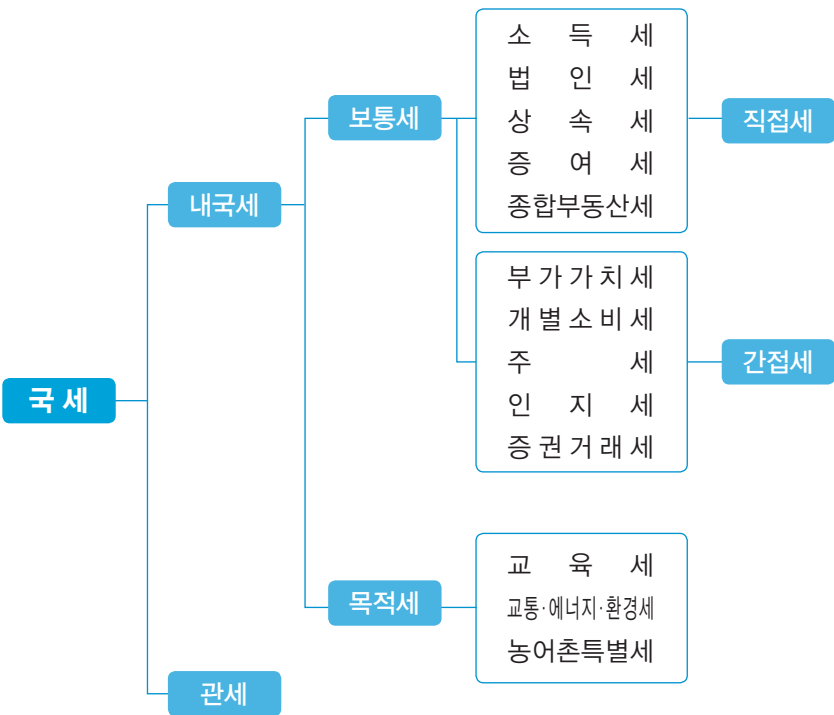 소 득 세
법 인 세
보통세
상 속 세
직접세
증 여 세
내국세
종합부동산세
부 가 가 치 세
개 별 소 비 세
주 세
간접세
국 세
인 지 세
증 권 거 래 세
교 육 세
목적세
교통·에너지·환경세
농어촌특별세
관세